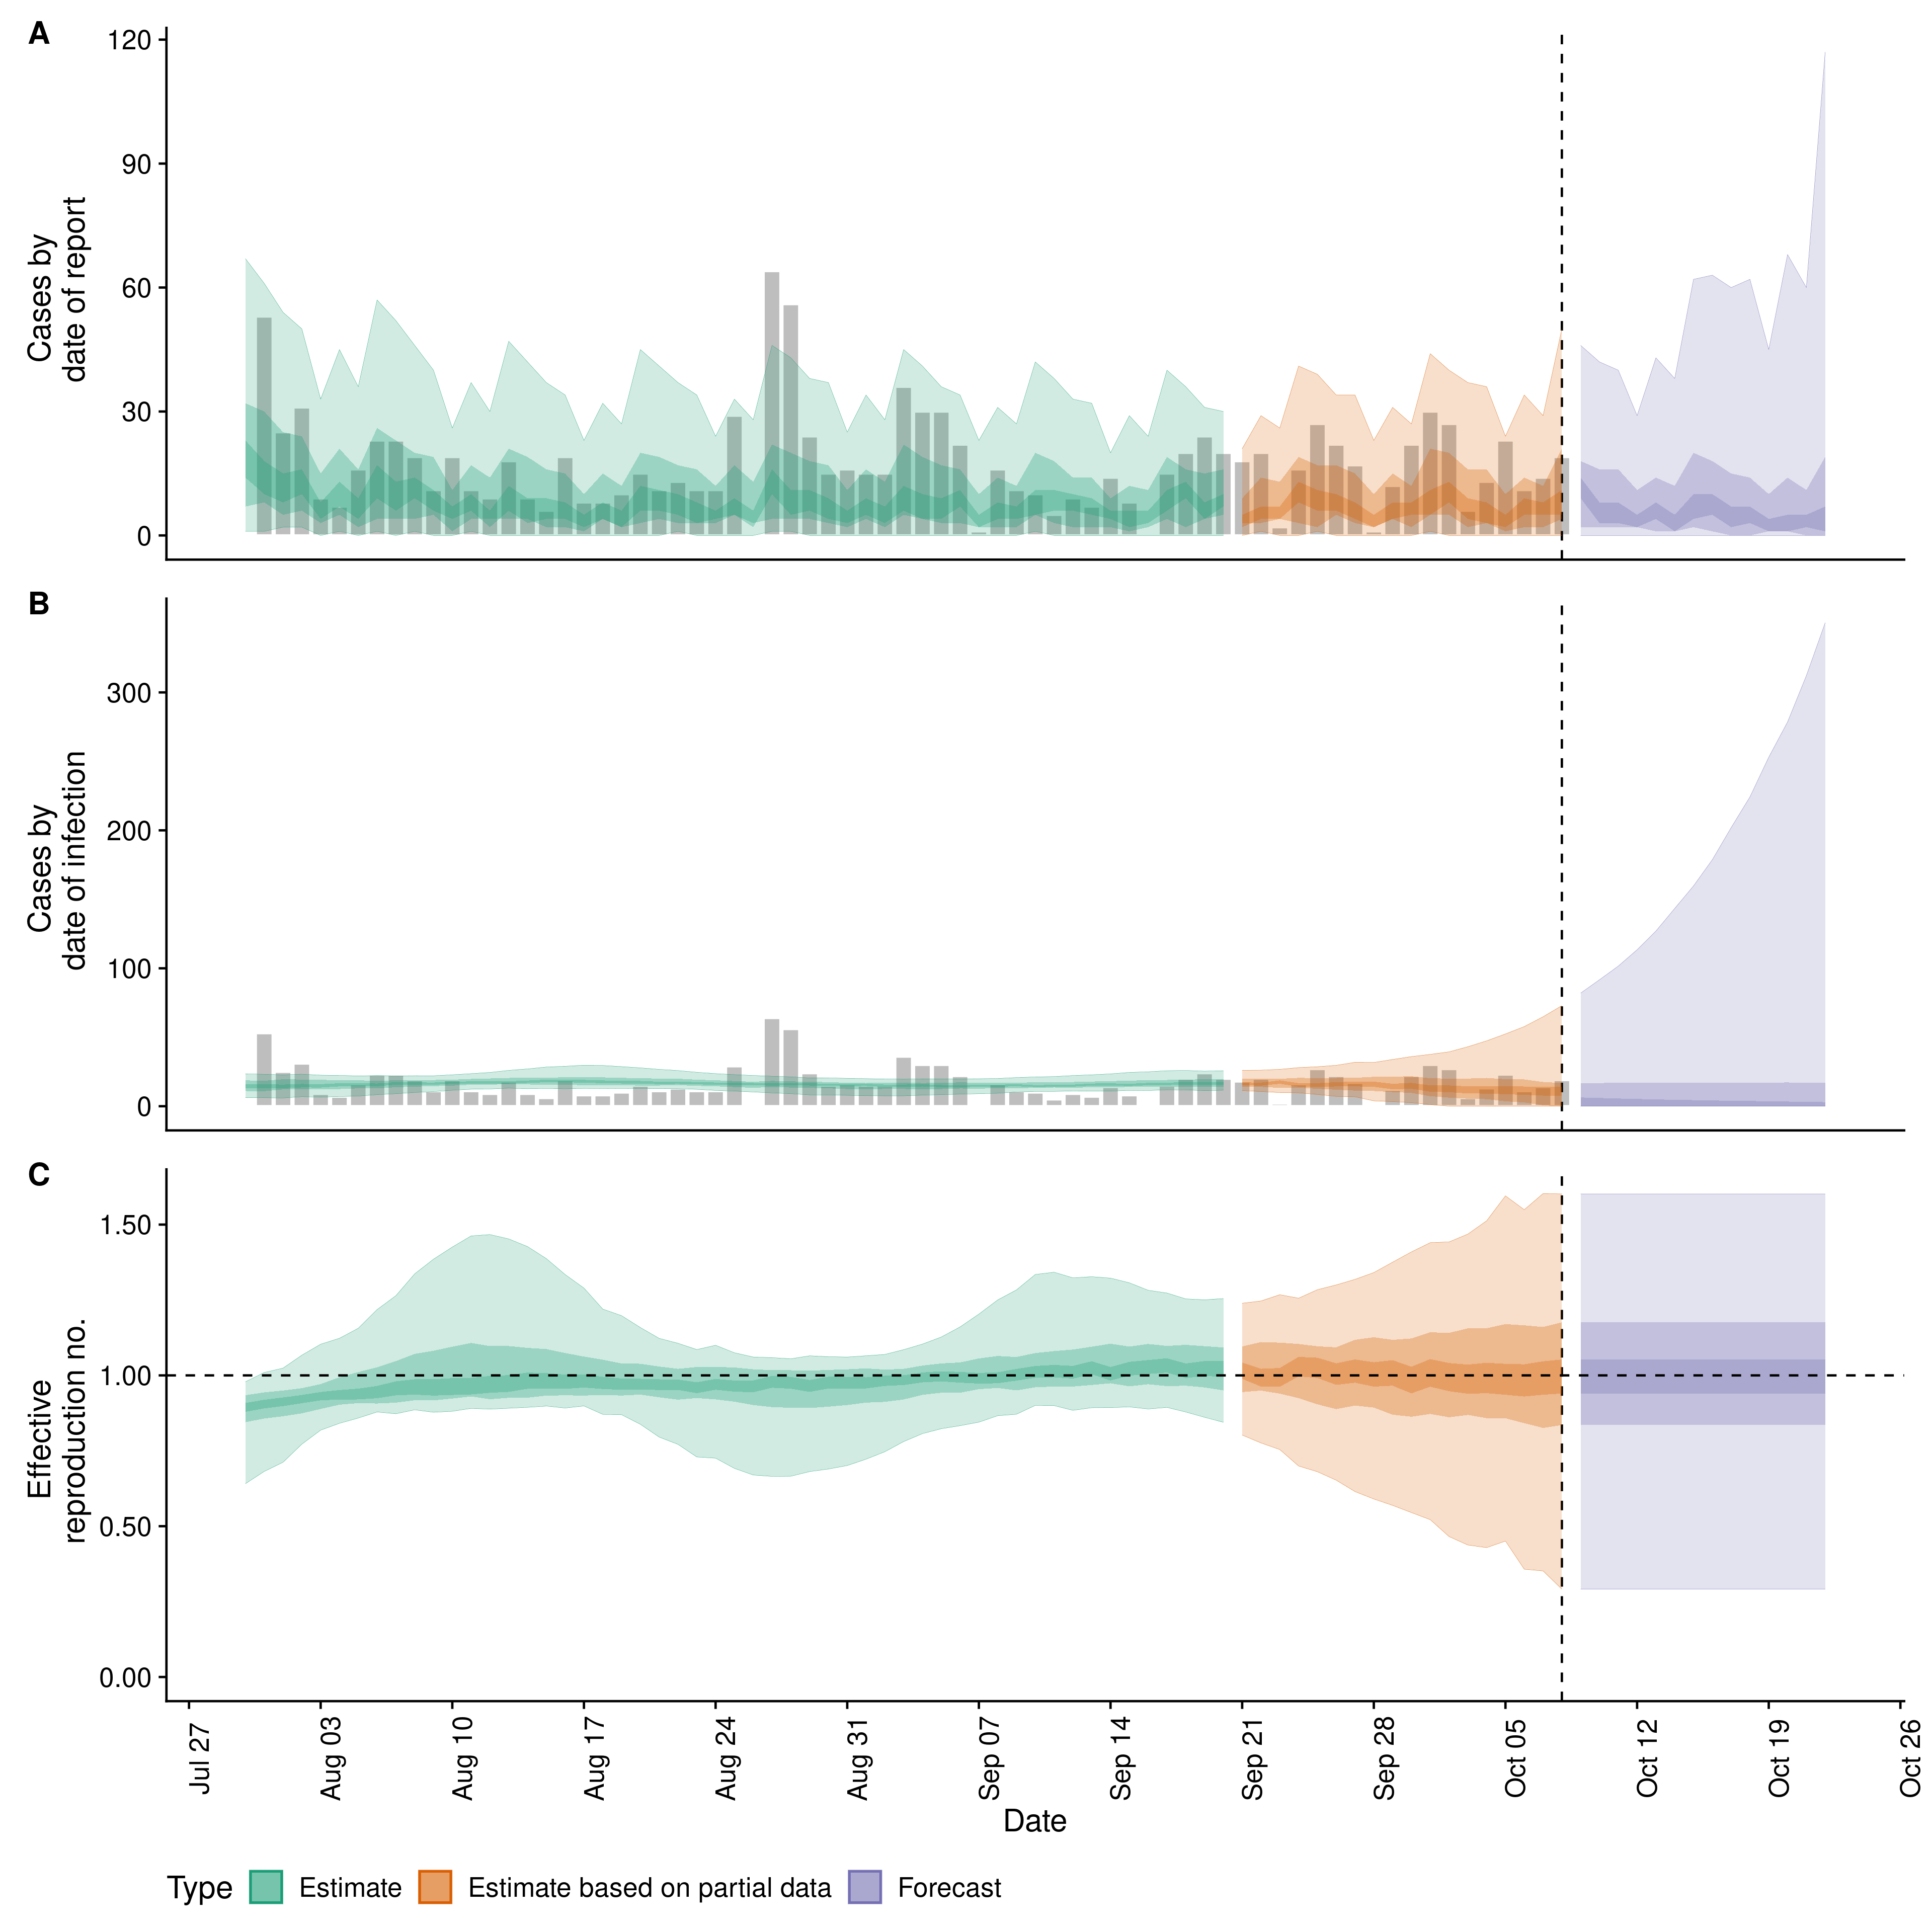 A
120
90
60
30
0
Cases by
date of report
B
300
200
100
0
Cases by
date of infection
C
1.50
1.00
0.50
0.00
Effective
reproduction no.
Jul 27
Aug 03
Aug 10
Aug 17
Aug 24
Aug 31
Sep 07
Sep 14
Sep 21
Sep 28
Oct 05
Oct 12
Oct 19
Oct 26
Date
Type Estimate Estimate based on partial data Forecast